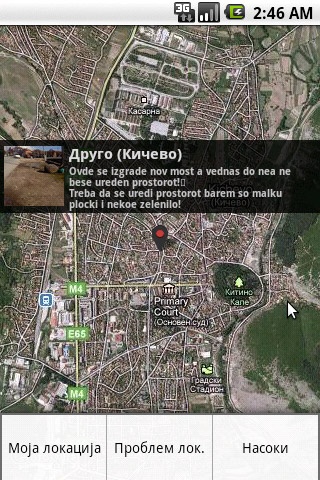 3G
2:46 AM
Касарна
Друго (Кичево)
Ovde se izgrade nov most a vednas do nea ne
bese ureden prostorot!
Treba da se uredi prostorot barem so malku
plocki i nekoe zelenilo!
(Кичево)
Китино
Кале
M4
Primary
Court
(Основен суд)
E65
Градски
Стадион
M4
Моја локација
Проблем лок.
Насоки